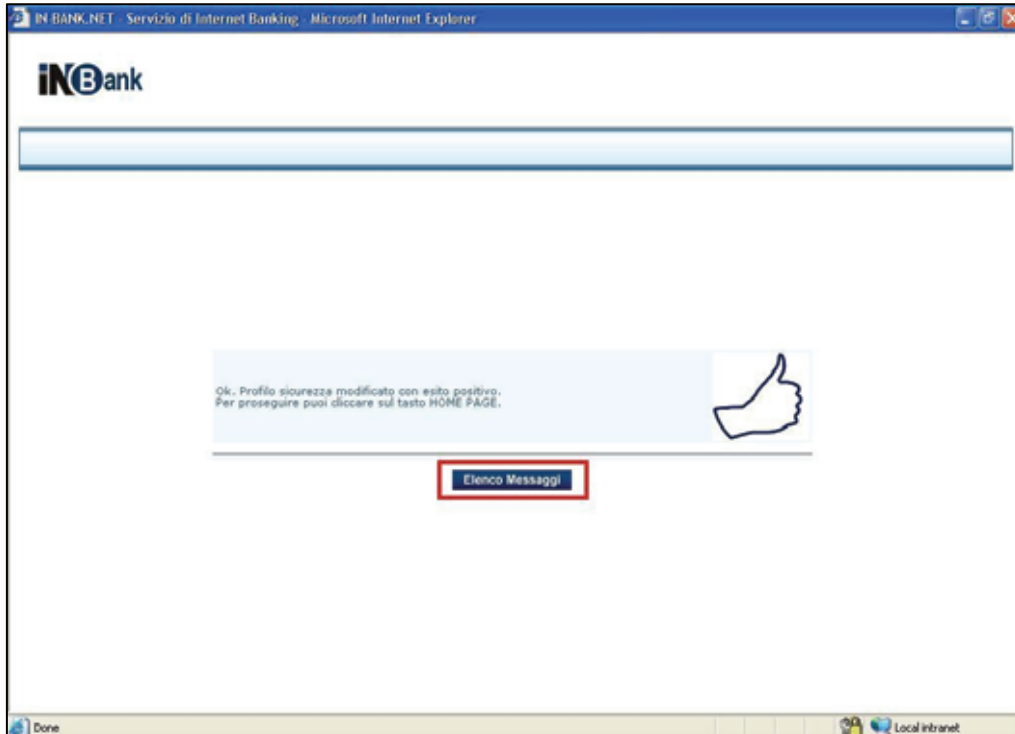 IN-BANK.NET - Servizio di Internet Banking - Microsoft Internet Explorer
iNBank
Ok. Profilo sicurezza modificato con esito positivo.
Per proseguire puoi cliccare sul tasto HOME PAGE.
Elenco Messaggi
Done
Local intranet